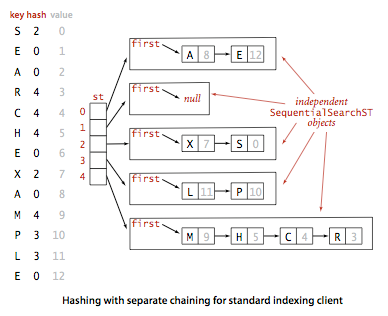 key hash value
S 2 0
E 0 1
A 0 2
R 4 3
C 4 4
H 4 5
E 0 6
X 2 7
A 0 8
M 4 9
P 3 10
L 3 11
E 0 12
st
0
1
2
3
4
first
A 8 E 12
first
null
first
X 7 S 0
first
L 11 P 10
first
M 9 H 5 C 4 R 3
independent
SequentialSearchST
objects
Hashing with separate chaining for standard indexing client